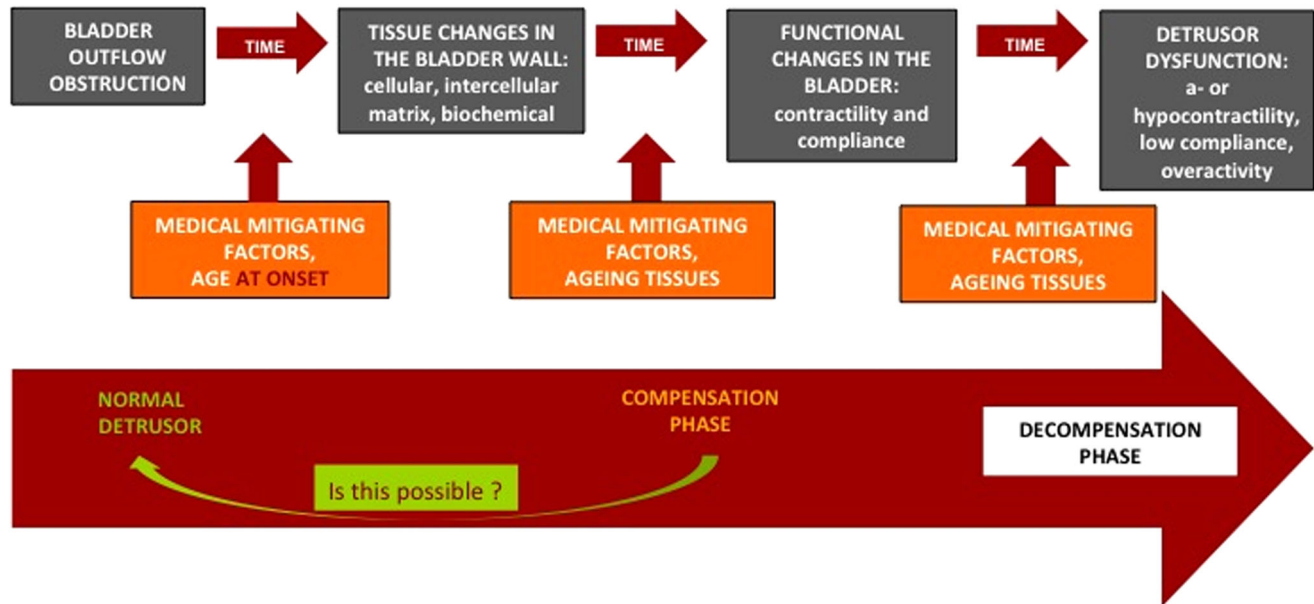 BLADDER
OUTFLOW
OBSTRUCTION
TIME
TISSUE CHANGES IN
THE BLADDER WALL:
cellular, intercellular
matrix, biochemical
TIME
FUNCTIONAL
CHANGES IN THE
BLADDER:
contractility and
compliance
TIME
DETRUSOR
DYSFUNCTION:
a- or
hypocontractility,
low compliance,
overactivity
MEDICAL MITIGATING
FACTORS,
AGE AT ONSET
MEDICAL MITIGATING
FACTORS,
AGEING TISSUES
MEDICAL MITIGATING
FACTORS,
AGEING TISSUES
NORMAL
DETRUSOR
COMPENSATION
PHASE
DECOMPENSATION
PHASE
Is this possible ?